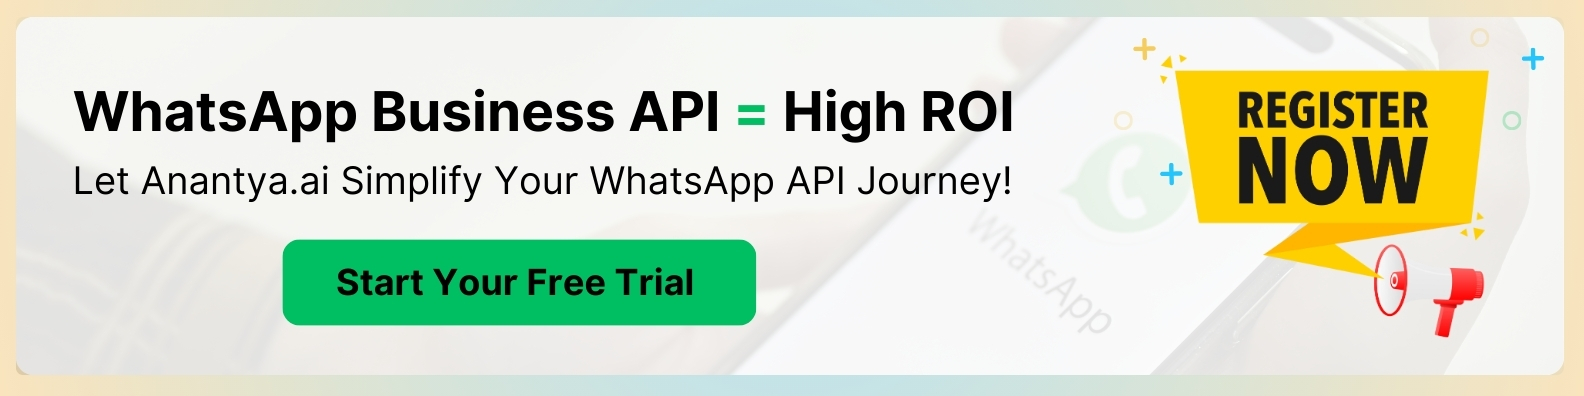 WhatsApp Business API = High ROI
Let Anantya.ai Simplify Your WhatsApp API Journey!
Start Your Free Trial
REGISTER
NOW
WhatsApp